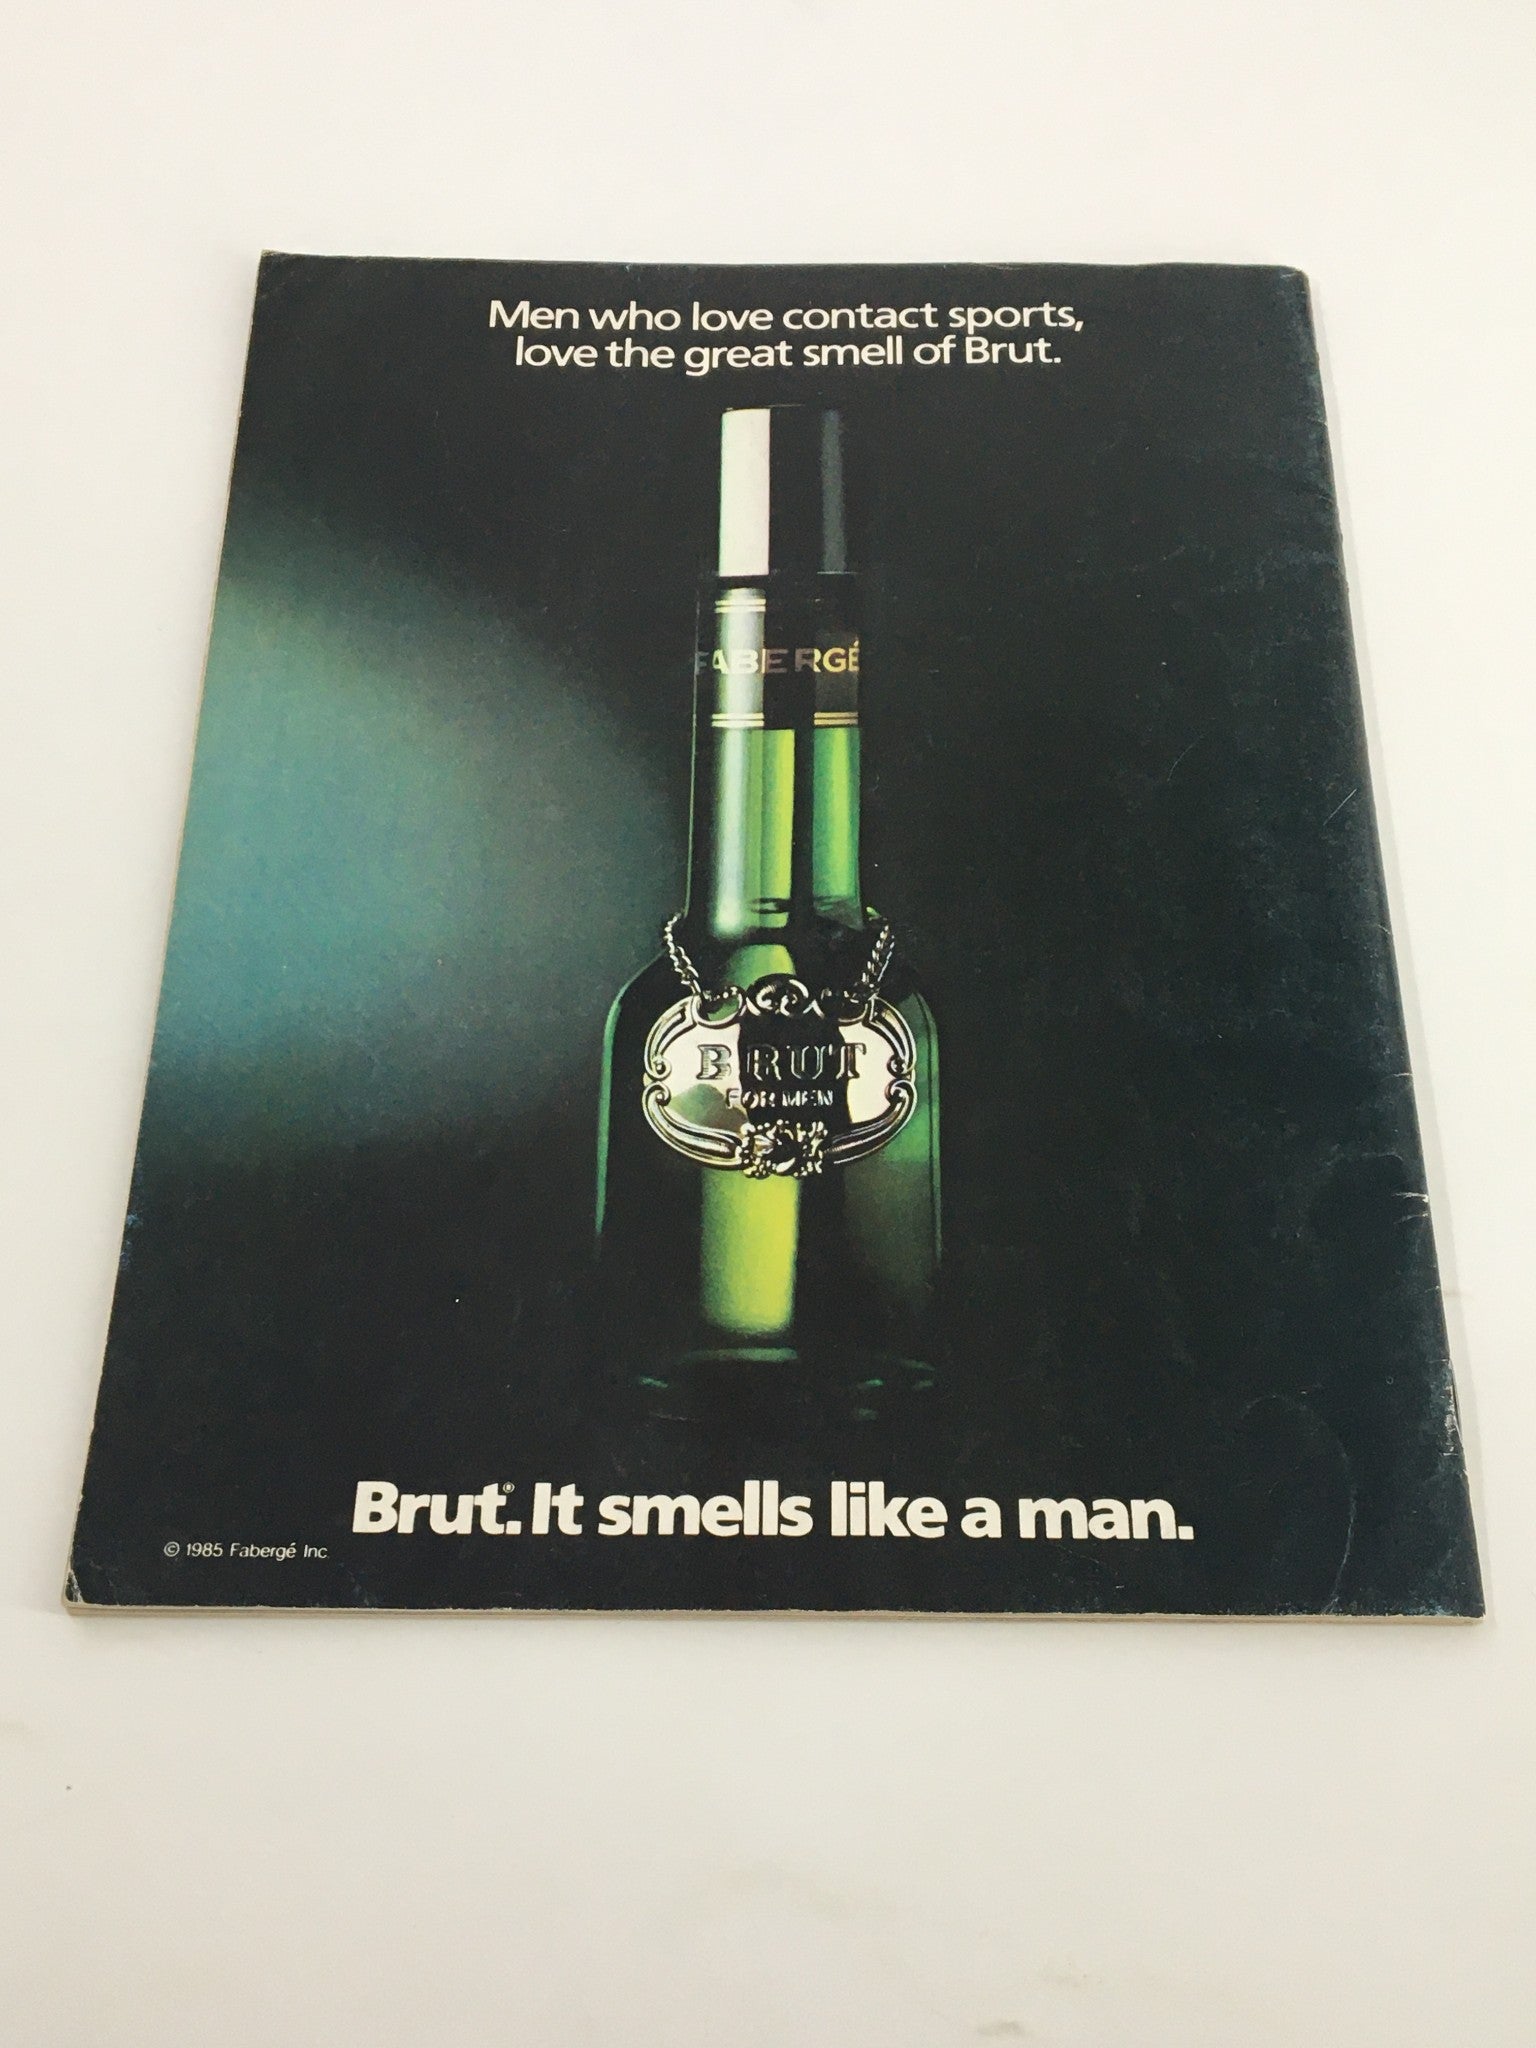 Men who love contact sports,
love the great smell of Brut.
FABERGÉ
BRUT
FOR MEN
Brut.® It smells like a man.
© 1985 Fabergé Inc.